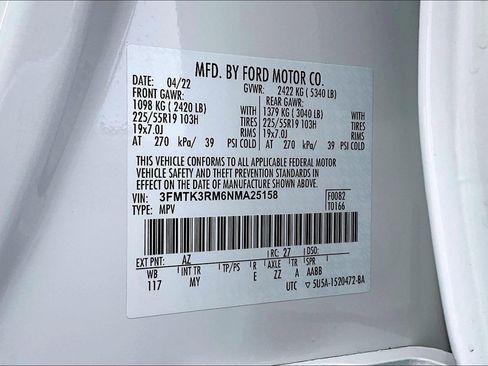 MFD. BY FORD MOTOR CO.
DATE: 04/22 GVWR: 2422 KG ( 5340 LB)
FRONT GAWR: REAR GAWR:
1098 KG ( 2420 LB) WITH 1379 KG ( 3040 LB) WITH
225/55R19 103H TIRES 225/55R19 103H TIRES
19x7.0J RIMS 19x7.0J RIMS
AT 270 kPa/ 39 PSI COLD AT 270 kPa/ 39 PSI COLD
THIS VEHICLE CONFORMS TO ALL APPLICABLE FEDERAL MOTOR
VEHICLE SAFETY AND THEFT PREVENTION STANDARDS IN
EFFECT ON THE DATE OF MANUFACTURE SHOWN ABOVE.
VIN: 3FMTK3RM6NMA25158 F0082
TYPE: MPV T0166
EXT PNT: AZ RC: 27 DSO:
WB INT TR TP/PS R AXLE TR SPR
117 MY E ZZ A AABB
UTC ▽ 5U5A-1520472-BA